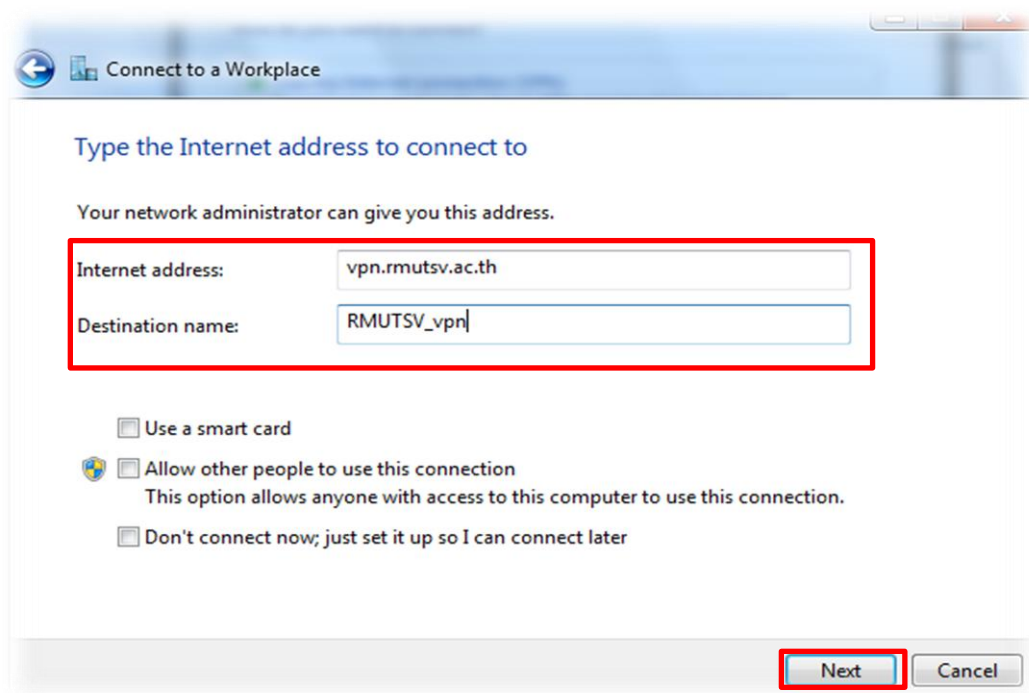 Connect to a Workplace
Type the Internet address to connect to
Your network administrator can give you this address.
Internet address: vpn.rmutsv.ac.th
Destination name: RMUTSV_vpn
Use a smart card
Allow other people to use this connection
This option allows anyone with access to this computer to use this connection.
Don't connect now; just set it up so I can connect later
Next Cancel